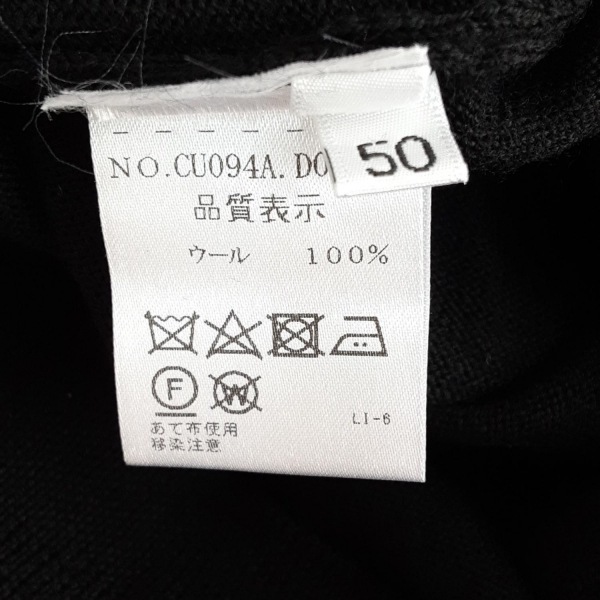 NO.CU094A.DO
50
品質表示
ウール 100%
F
W
LI-6
あて布使用
移染注意